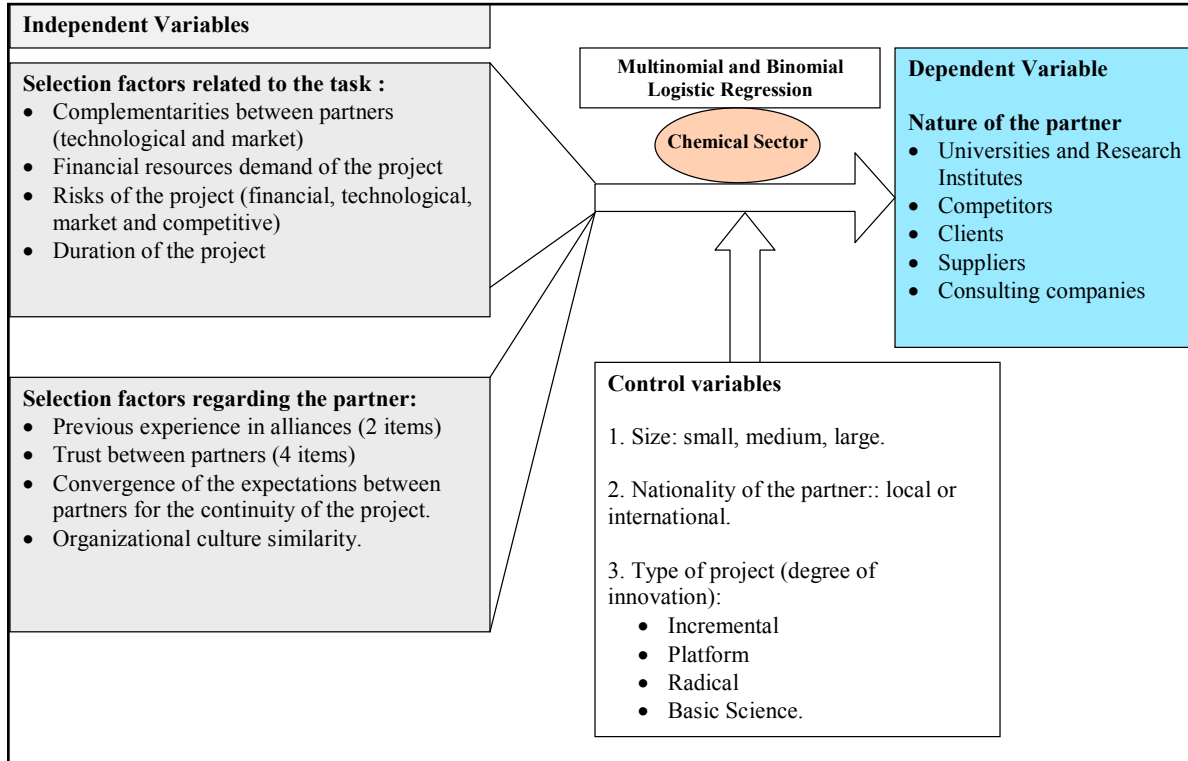 Independent Variables
Selection factors related to the task :
• Complementarities between partners
(technological and market)
• Financial resources demand of the project
• Risks of the project (financial, technological,
market and competitive)
• Duration of the project
Selection factors regarding the partner:
• Previous experience in alliances (2 items)
• Trust between partners (4 items)
• Convergence of the expectations between
partners for the continuity of the project.
• Organizational culture similarity.
Multinomial and Binomial
Logistic Regression
Chemical Sector
Control variables
1. Size: small, medium, large.
2. Nationality of the partner:: local or
international.
3. Type of project (degree of
innovation):
• Incremental
• Platform
• Radical
• Basic Science.
Dependent Variable
Nature of the partner
• Universities and Research
Institutes
• Competitors
• Clients
• Suppliers
• Consulting companies